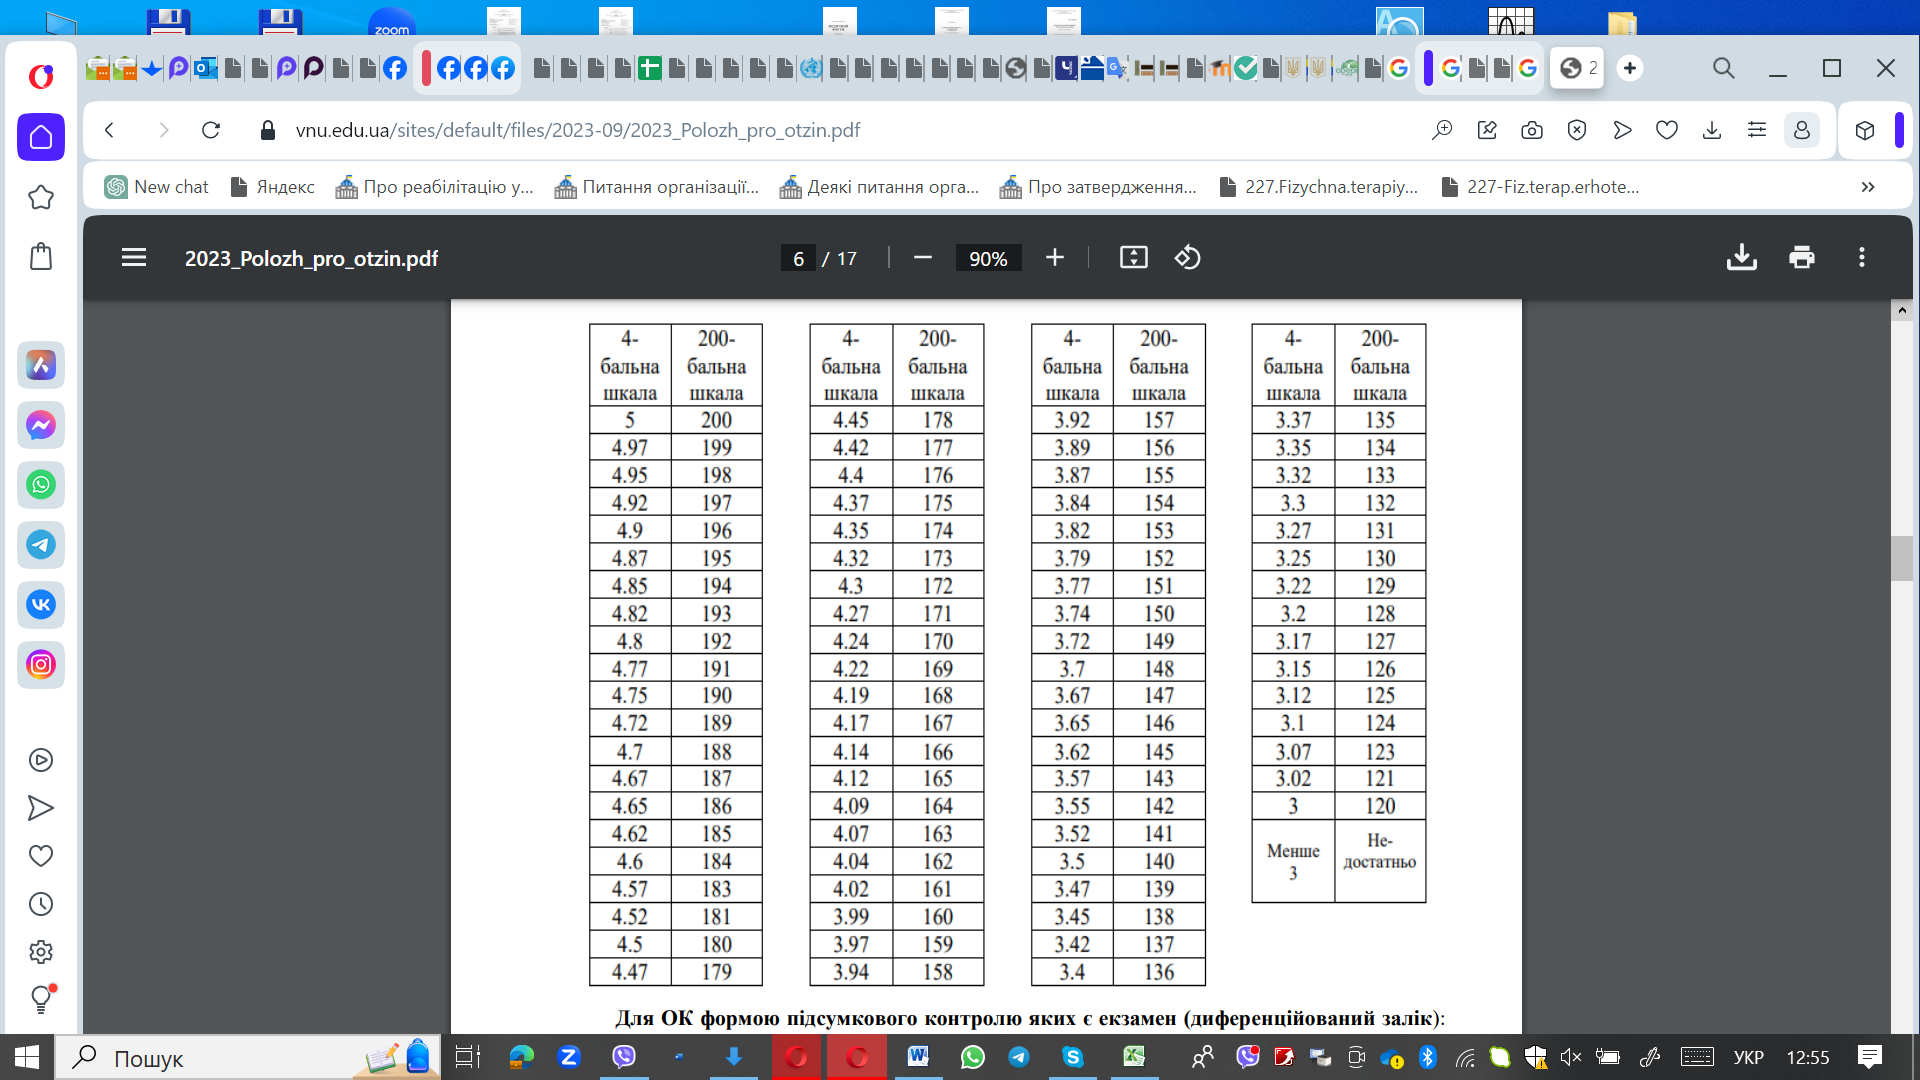 zoom
2
vnu.edu.ua/sites/default/files/2023-09/2023_Polozh_pro_otzin.pdf
New chat Яндекс Про реабілітацію у... Питання організації... Деякі питання орга... Про затвердження... 227.Fizychna.terapiy... 227-Fiz.terap.erhote...
2023_Polozh_pro_otzin.pdf 6 / 17 90%
4- 200- 4- 200- 4- 200- 4- 200-
бальна бальна бальна бальна бальна бальна бальна бальна
шкала шкала шкала шкала шкала шкала шкала шкала
5 200 4.45 178 3.92 157 3.37 135
4.97 199 4.42 177 3.89 156 3.35 134
4.95 198 4.4 176 3.87 155 3.32 133
4.92 197 4.37 175 3.84 154 3.3 132
4.9 196 4.35 174 3.82 153 3.27 131
4.87 195 4.32 173 3.79 152 3.25 130
4.85 194 4.3 172 3.77 151 3.22 129
4.82 193 4.27 171 3.74 150 3.2 128
4.8 192 4.24 170 3.72 149 3.17 127
4.77 191 4.22 169 3.7 148 3.15 126
4.75 190 4.19 168 3.67 147 3.12 125
4.72 189 4.17 167 3.65 146 3.1 124
4.7 188 4.14 166 3.62 145 3.07 123
4.67 187 4.12 165 3.57 143 3.02 121
4.65 186 4.09 164 3.55 142 3 120
4.62 185 4.07 163 3.52 141 Менше Не-
4.6 184 4.04 162 3.5 140 3 достатньо
4.57 183 4.02 161 3.47 139
4.52 181 3.99 160 3.45 138
4.5 180 3.97 159 3.42 137
4.47 179 3.94 158 3.4 136
Для ОК формою підсумкового контролю яких є екзамен (диференційований залік):
Пошук УКР 12:55